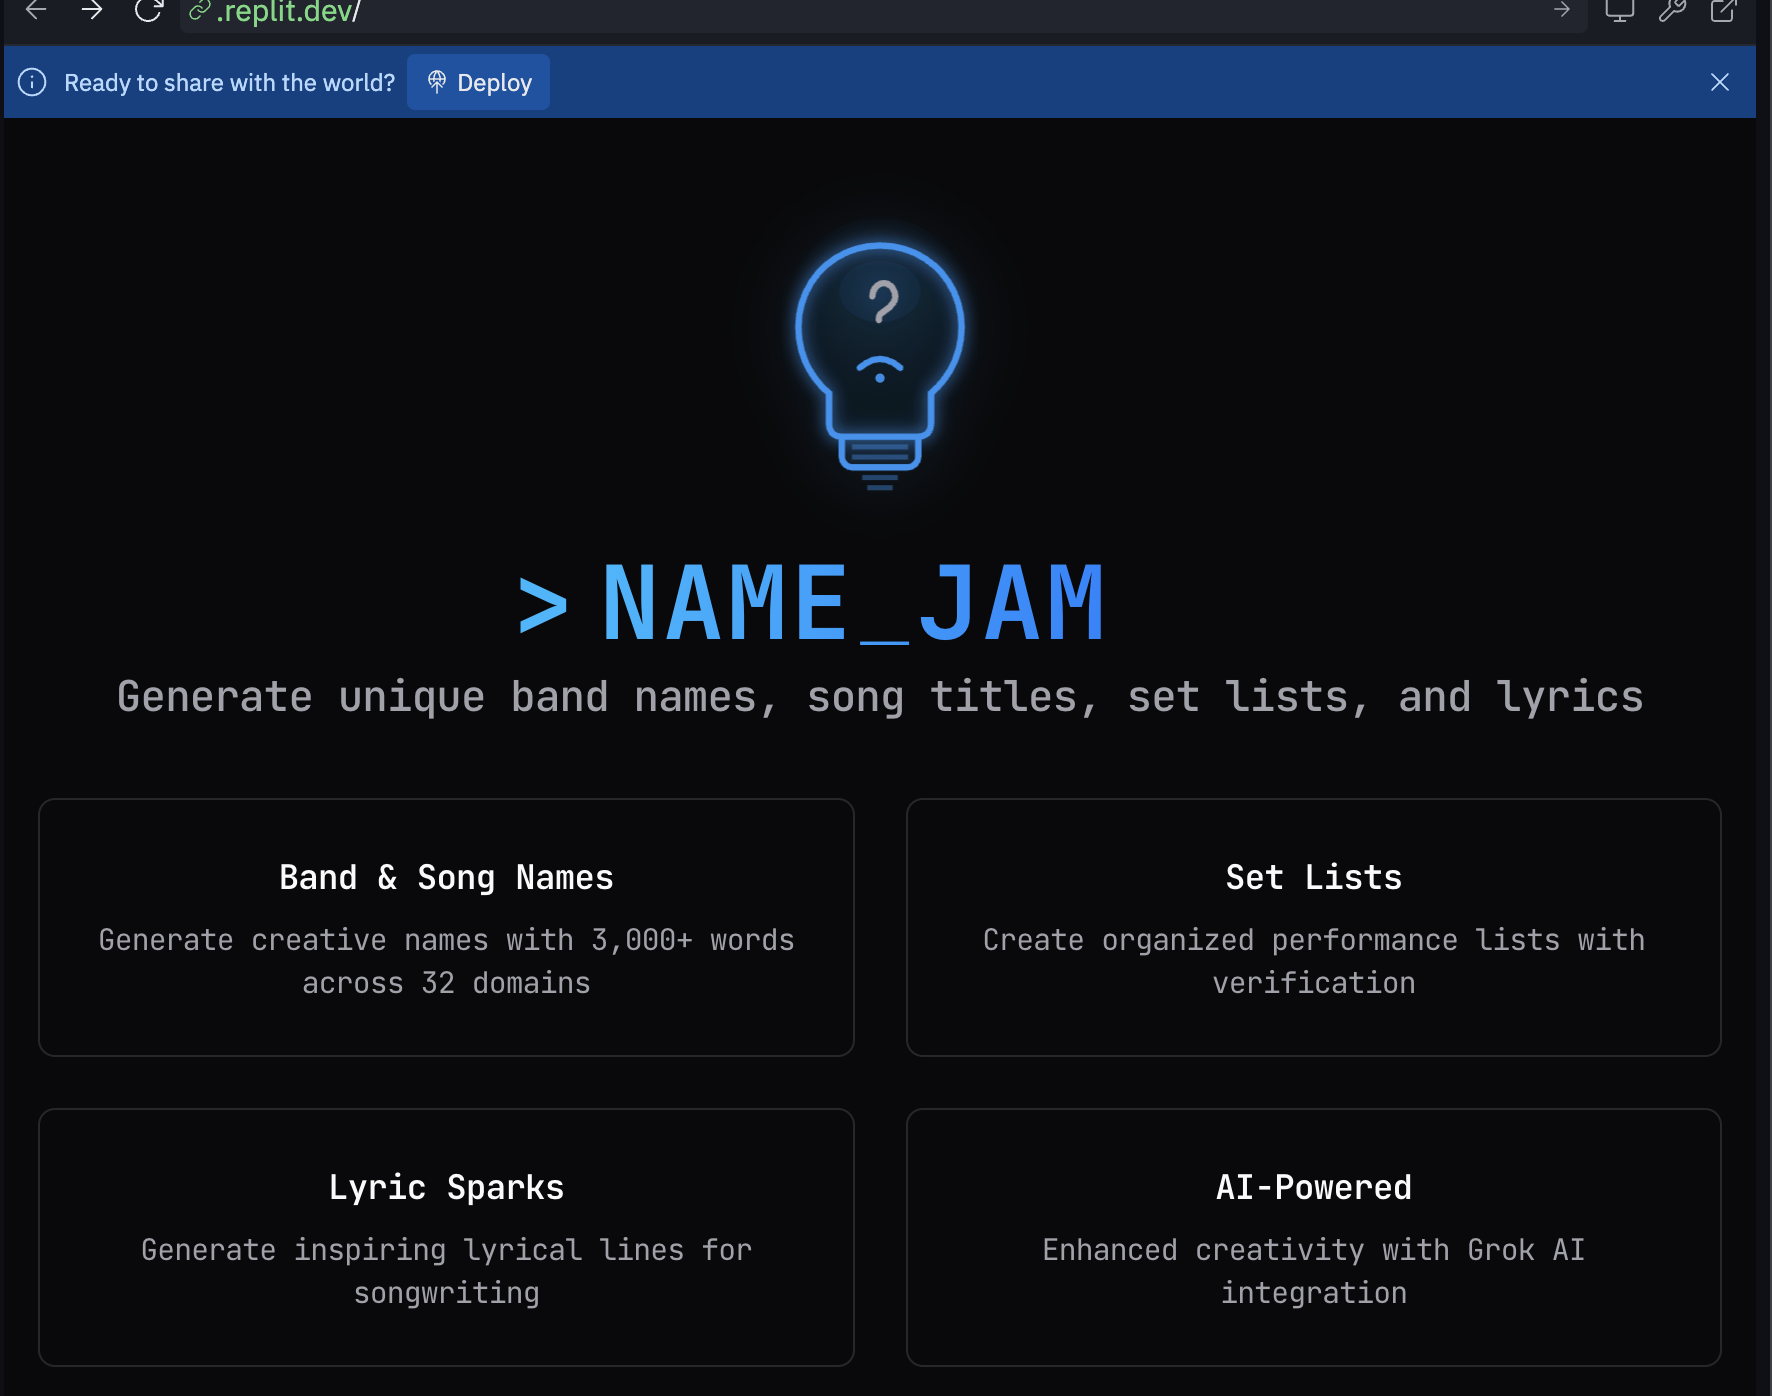 .replit.dev/
Ready to share with the world? Deploy
?
> NAME_JAM
Generate unique band names, song titles, set lists, and lyrics
Band & Song Names
Generate creative names with 3,000+ words
across 32 domains
Set Lists
Create organized performance lists with
verification
Lyric Sparks
Generate inspiring lyrical lines for
songwriting
AI-Powered
Enhanced creativity with Grok AI
integration